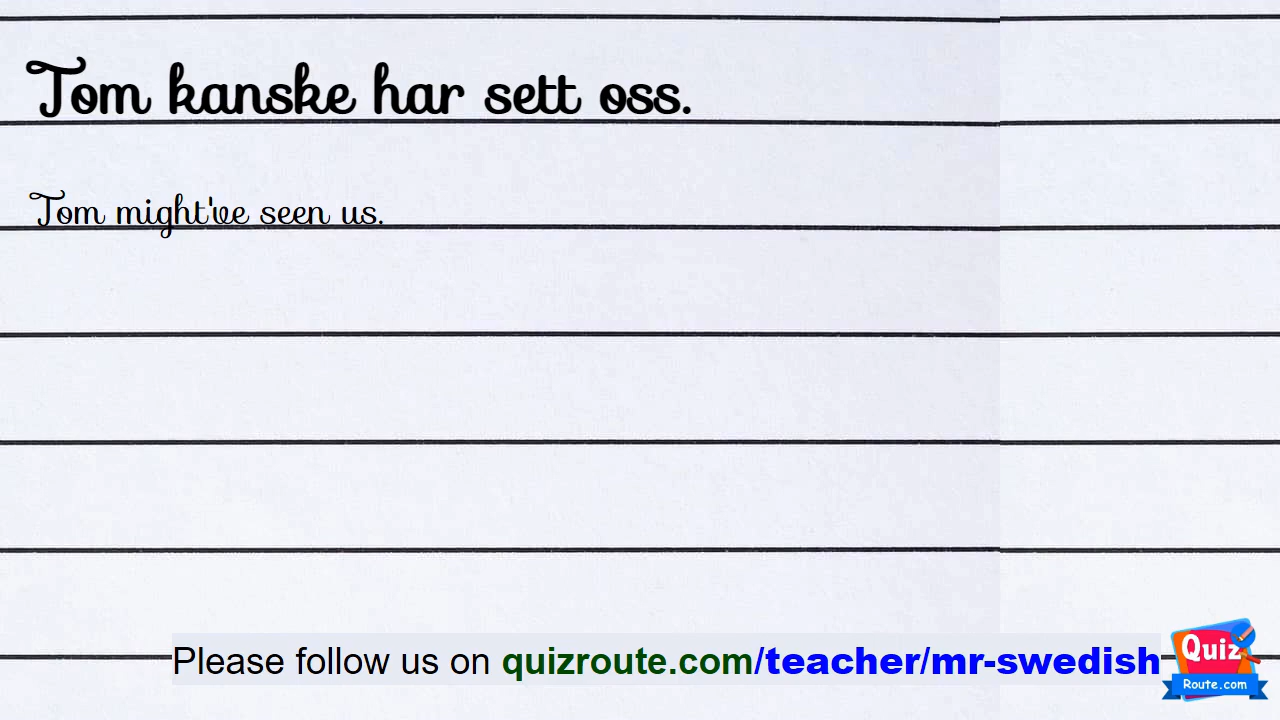 Tom kanske har sett oss.
Tom might've seen us.
Please follow us on quizroute.com/teacher/mr-swedish
Quiz
Route.com